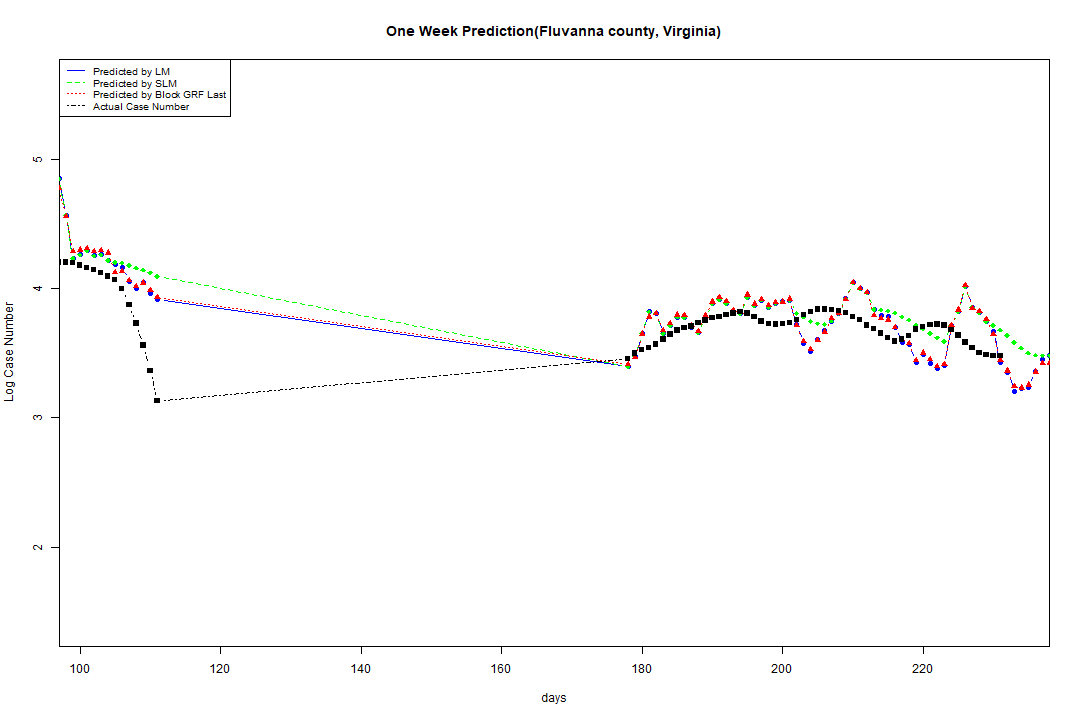 One Week Prediction(Fluvanna county, Virginia)
Predicted by LM
Predicted by SLM
Predicted by Block GRF Last
Actual Case Number
5
4
3
2
Log Case Number
100 120 140 160 180 200 220
days